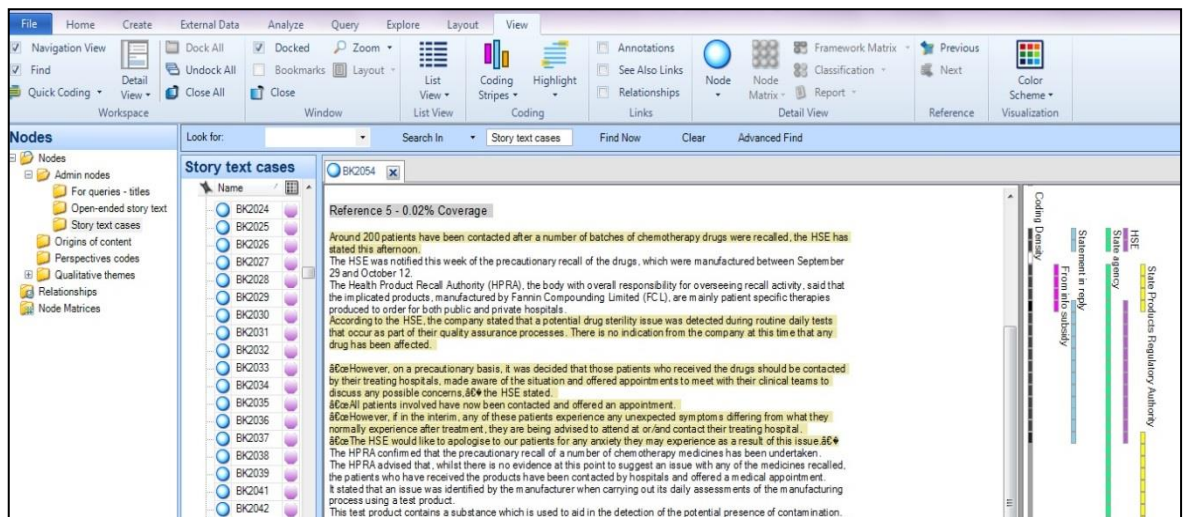 File Home Create External Data Analyze Query Explore Layout View
Navigation View
Find
Quick Coding
Detail View
Workspace
Dock All
Undock All
Close All
Docked
Bookmarks
Close
Zoom
Layout
Window
List View
List View
Coding Stripes
Highlight
Coding
Annotations
See Also Links
Relationships
Links
Node
Node Matrix
Framework Matrix
Classification
Report
Detail View
Previous
Next
Reference
Color Scheme
Visualization
Nodes
Nodes
Admin nodes
For queries - titles
Open-ended story text
Story text cases
Origins of content
Perspectives codes
Qualitative themes
Relationships
Node Matrices
Look for: Search In Story text cases Find Now Clear Advanced Find
Story text cases
Name
BK2024
BK2025
BK2026
BK2027
BK2028
BK2029
BK2030
BK2031
BK2032
BK2033
BK2034
BK2035
BK2036
BK2037
BK2038
BK2039
BK2041
BK2042
BK2054
Reference 5 - 0.02% Coverage
Around 200 patients have been contacted after a number of batches of chemotherapy drugs were recalled, the HSE has
stated this afternoon.
The HSE was notified this week of the precautionary recall of the drugs, which were manufactured between September
29 and October 12.
The Health Product Recall Authority (HPRA), the body with overall responsibility for overseeing recall activity, said that
the implicated products, manufactured by Fannin Compounding Limited (FCL), are mainly patient specific therapies
produced to order for both public and private hospitals.
According to the HSE, the company stated that a potential drug sterility issue was detected during routine daily tests
that occur as part of their quality assurance processes. There is no indication from the company at this time that any
drug has been affected.
â€œHowever, on a precautionary basis, it was decided that those patients who received the drugs should be contacted
by their treating hospitals, made aware of the situation and offered appointments to meet with their clinical teams to
discuss any possible concerns,â€� the HSE stated.
â€œAll patients involved have now been contacted and offered an appointment.
â€œHowever, if in the interim, any of these patients experience any unexpected symptoms differing from what they
normally experience after treatment, they are being advised to attend at or/and contact their treating hospital.
â€œThe HSE would like to apologise to our patients for any anxiety they may experience as a result of this issue.â€�
The HPRA confirmed that the precautionary recall of a number of chemotherapy medicines has been undertaken.
The HPRA advised that, whilst there is no evidence at this point to suggest an issue with any of the medicines recalled,
the patients who have received the products have been contacted by hospitals and offered a medical appointment.
It stated that an issue was identified by the manufacturer when carrying out its daily assessments of the manufacturing
process using a test product.
This test product contains a substance which is used to aid in the detection of the potential presence of contamination.
Coding Density
From info subsidy
Statement in reply
State agency
HSE
State Products Regulatory Authority